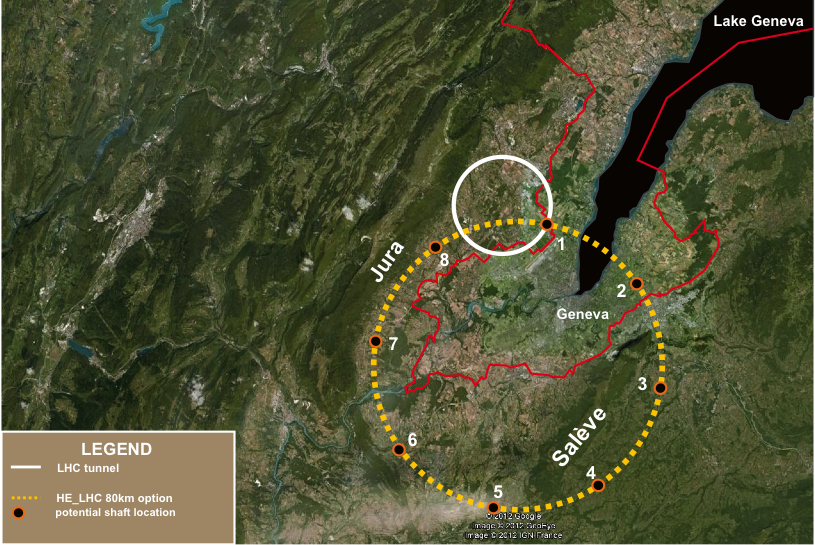 Lake Geneva
1
Jura
8
2
Geneva
7
3
Salève
6
4
5
LEGEND
LHC tunnel
HE_LHC 80km option
potential shaft location
© 2012 Google
Image © 2012 GeoEye
Image © 2012 IGN France